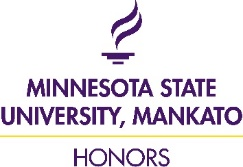 MINNESOTA STATE
UNIVERSITY, MANKATO
HONORS